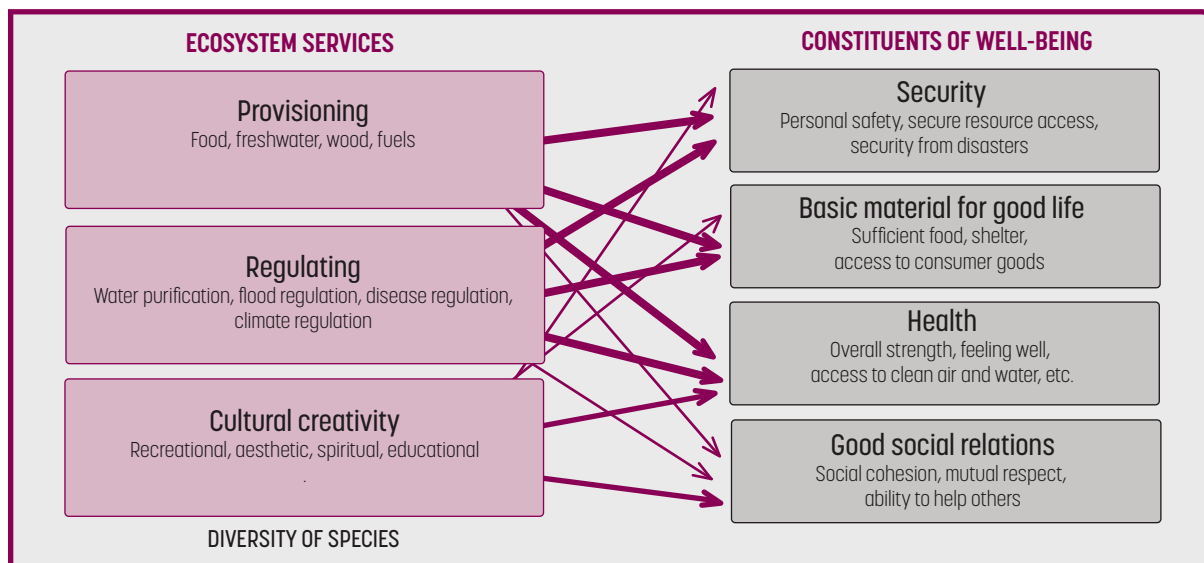 ECOSYSTEM SERVICES
Provisioning
Food, freshwater, wood, fuels
Regulating
Water purification, flood regulation, disease regulation,
climate regulation
Cultural creativity
Recreational, aesthetic, spiritual, educational
.
DIVERSITY OF SPECIES
CONSTITUENTS OF WELL-BEING
Security
Personal safety, secure resource access,
security from disasters
Basic material for good life
Sufficient food, shelter,
access to consumer goods
Health
Overall strength, feeling well,
access to clean air and water, etc.
Good social relations
Social cohesion, mutual respect,
ability to help others